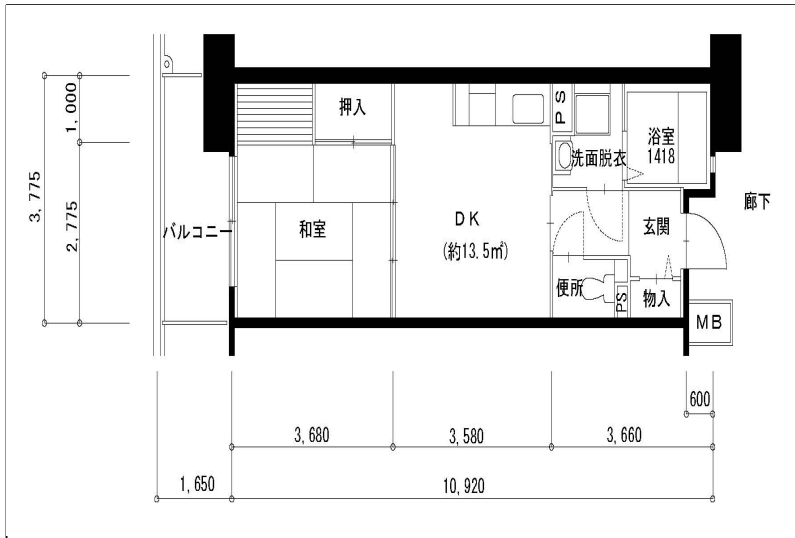 押入
PS
洗面脱衣
浴室
1418
廊下
玄関
DK
(約13.5㎡)
和室
バルコニー
便所
PS
物入
MB
1,000
2,775
3,775
600
3,680
3,580
3,660
1,650
10,920